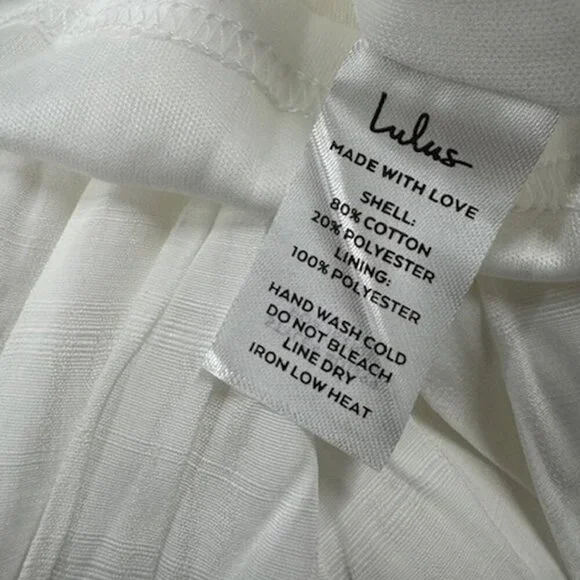 Lulus
MADE WITH LOVE
SHELL:
80% COTTON
20% POLYESTER
LINING:
100% POLYESTER
HAND WASH COLD
DO NOT BLEACH
LINE DRY
IRON LOW HEAT